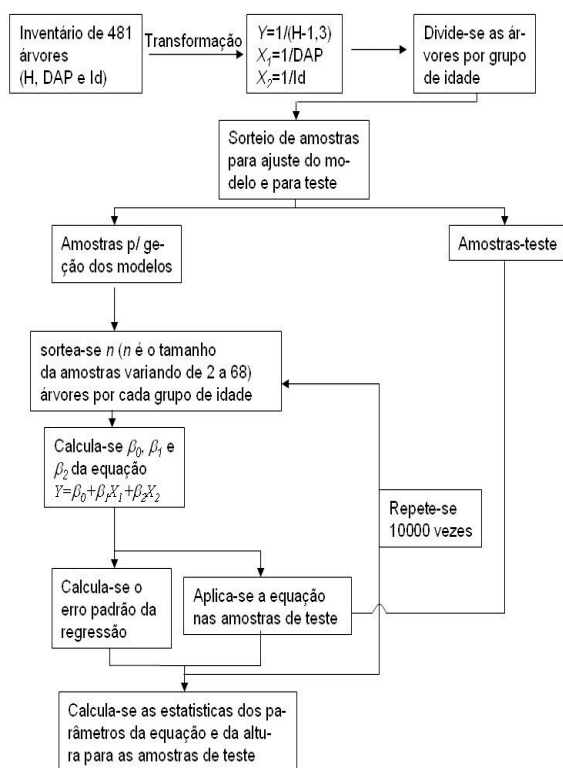 Inventário de 481
árvores
(H, DAP e Id)
Transformação
Y=1/(H-1,3)
X₁=1/DAP
X₂=1/Id
Divide-se as ár-
vores por grupo
de idade
Sorteio de amostras
para ajuste do mo-
delo e para teste
Amostras p/ ge-
ção dos modelos
Amostras-teste
sortea-se n (n é o tamanho
da amostras variando de 2 a 68)
árvores por cada grupo de idade
Calcula-se β₀, β₁ e
β₂ da equação
Y=β₀+β₁X₁+β₂X₂
Repete-se
10000 vezes
Calcula-se o
erro padrão da
regressão
Aplica-se a equação
nas amostras de teste
Calcula-se as estatisticas dos pa-
râmetros da equação e da altu-
ra para as amostras de teste